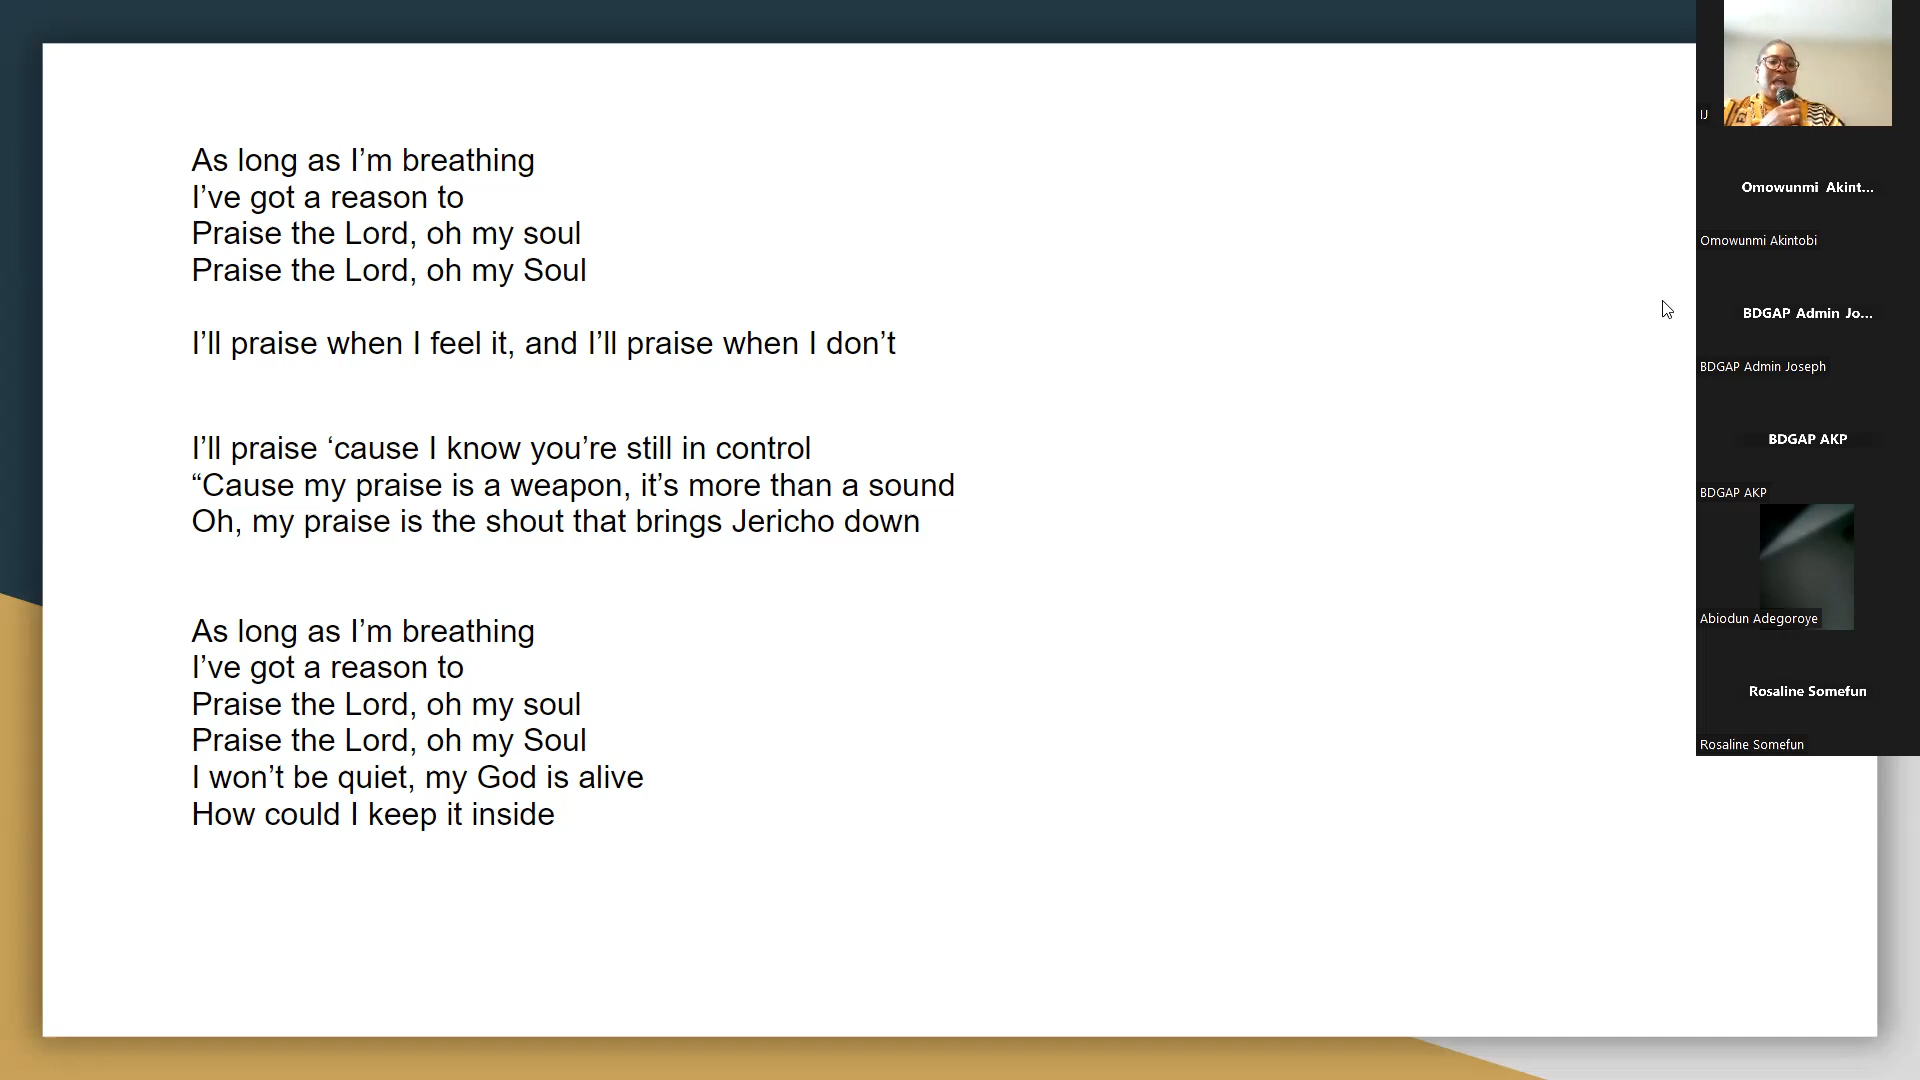 As long as I’m breathing
I’ve got a reason to
Praise the Lord, oh my soul
Praise the Lord, oh my Soul
I’ll praise when I feel it, and I’ll praise when I don’t
I’ll praise ‘cause I know you’re still in control
“Cause my praise is a weapon, it’s more than a sound
Oh, my praise is the shout that brings Jericho down
As long as I’m breathing
I’ve got a reason to
Praise the Lord, oh my soul
Praise the Lord, oh my Soul
I won’t be quiet, my God is alive
How could I keep it inside
IJ
Omowunmi Akint...
Omowunmi Akintobi
BDGAP Admin Jo...
BDGAP Admin Joseph
BDGAP AKP
BDGAP AKP
Abiodun Adegoroye
Rosaline Somefun
Rosaline Somefun